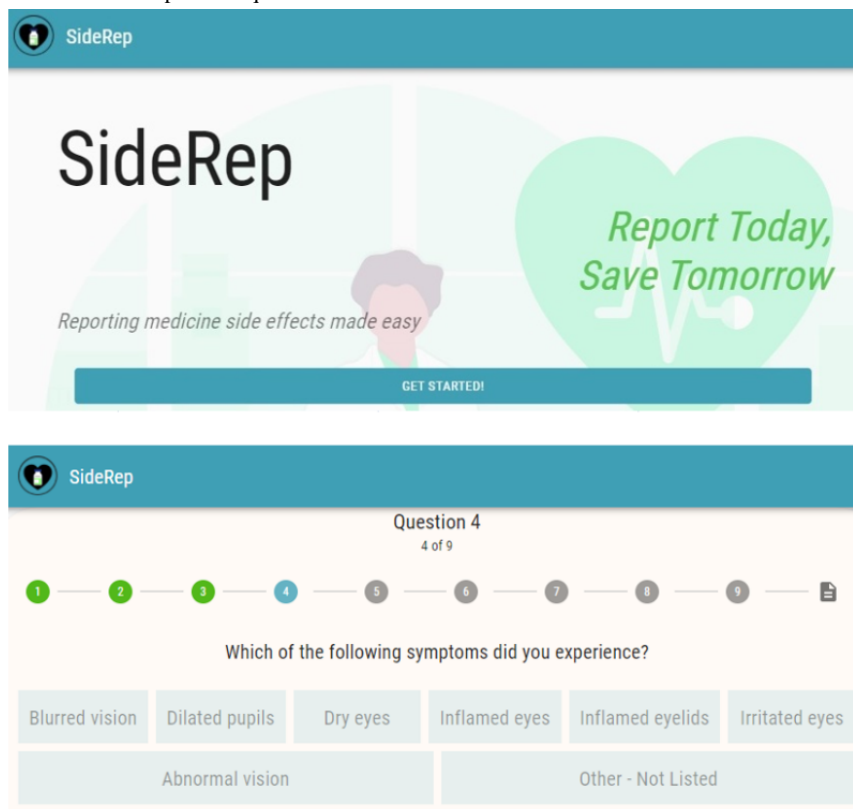 SideRep
SideRep
Report Today,
Save Tomorrow
Reporting medicine side effects made easy
GET STARTED!
SideRep
Question 4
4 of 9
1 2 3 4 5 6 7 8 9
Which of the following symptoms did you experience?
Blurred vision Dilated pupils Dry eyes Inflamed eyes Inflamed eyelids Irritated eyes
Abnormal vision Other - Not Listed